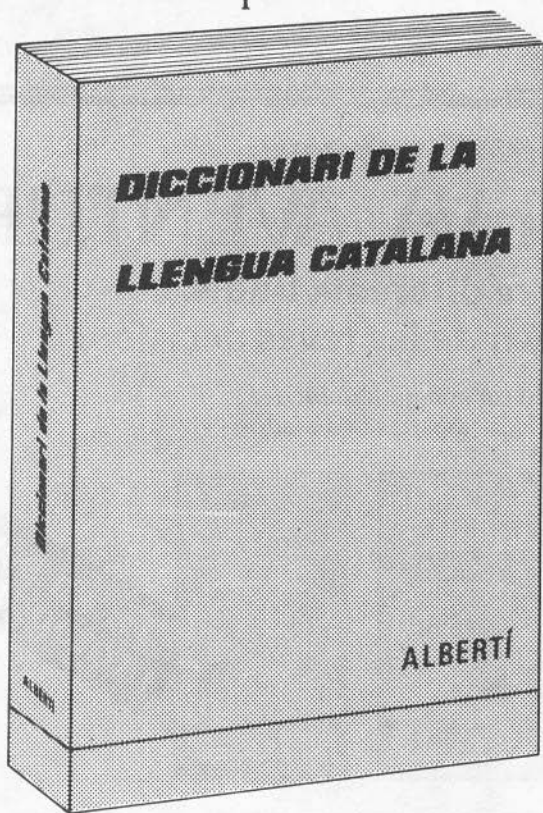 DICCIONARI DE LA
LLENGUA CATALANA
ALBERTÍ
Diccionari de la Llengua Catalana
ALBERTÍ